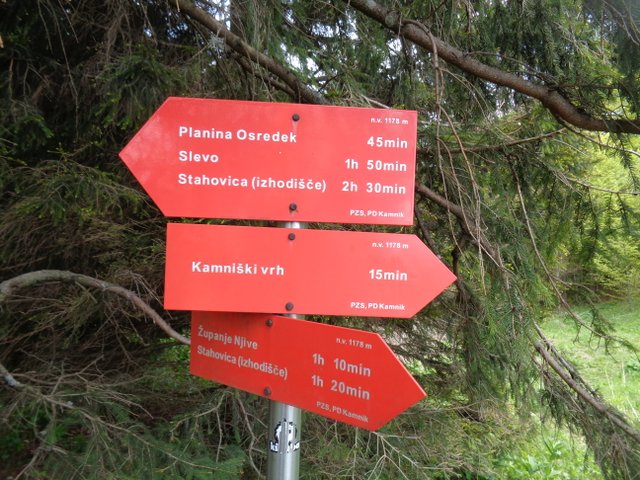 n.v. 1178 m
Planina Osredek 45min
Slevo 1h 50min
Stahovica (izhodišče) 2h 30min
PZS, PD Kamnik
n.v. 1178 m
Kamniški vrh 15min
PZS, PD Kamnik
n.v. 1178 m
Županje Njive 1h 10min
Stahovica (izhodišče) 1h 20min
PZS, PD Kamnik